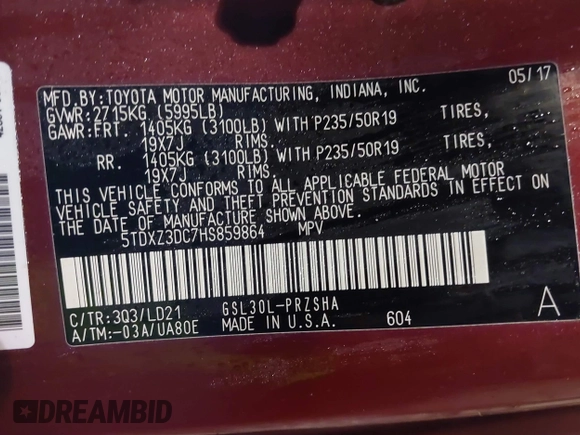 MFD.BY:TOYOTA MOTOR MANUFACTURING, INDIANA, INC. 05/17
GVWR:2715KG (5995LB)
GAWR:FRT. 1405KG (3100LB) WITH P235/50R19 TIRES,
19X7J RIMS.
RR. 1405KG (3100LB) WITH P235/50R19 TIRES,
19X7J RIMS.
THIS VEHICLE CONFORMS TO ALL APPLICABLE FEDERAL MOTOR
VEHICLE SAFETY AND THEFT PREVENTION STANDARDS IN EFFECT ON
THE DATE OF MANUFACTURE SHOWN ABOVE.
5TDXZ3DC7HS859864 MPV
C/TR:3Q3/LD21 GSL30L-PRZSHA
A/TM:-03A/UA80E MADE IN U.S.A. 604 A
DREAMBID